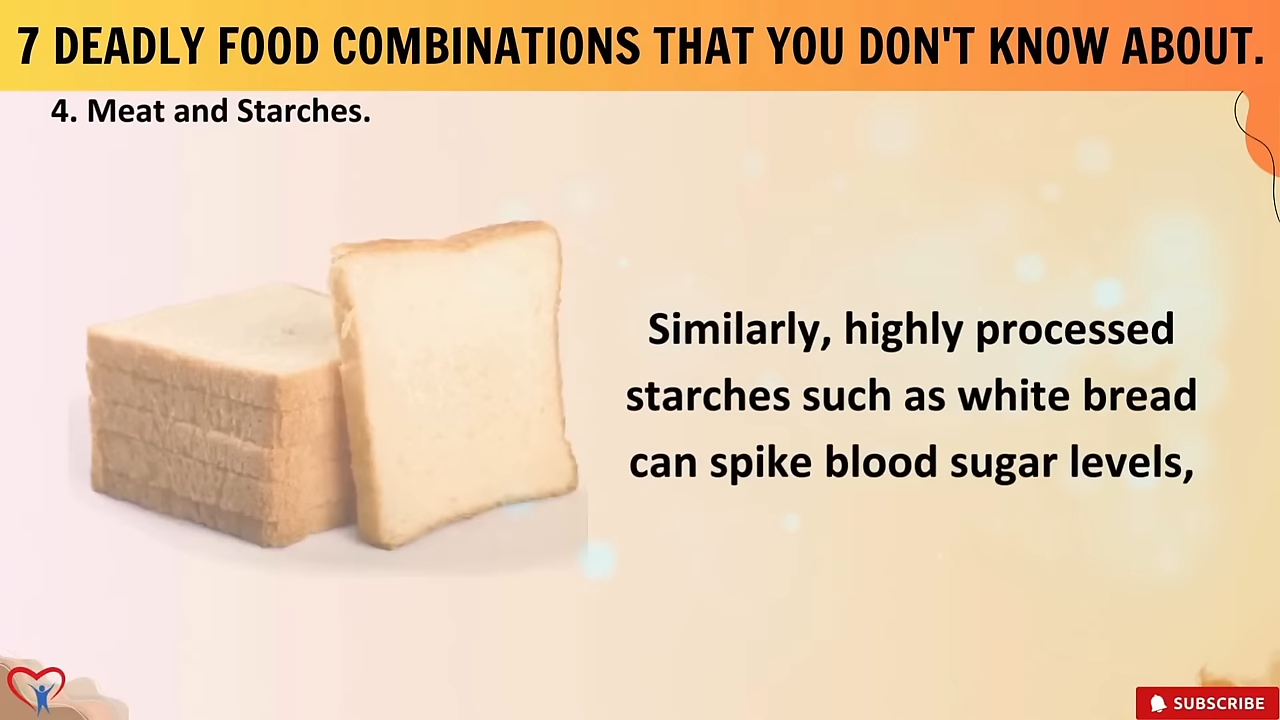 7 DEADLY FOOD COMBINATIONS THAT YOU DON'T KNOW ABOUT.
4. Meat and Starches.
Similarly, highly processed
starches such as white bread
can spike blood sugar levels,
SUBSCRIBE